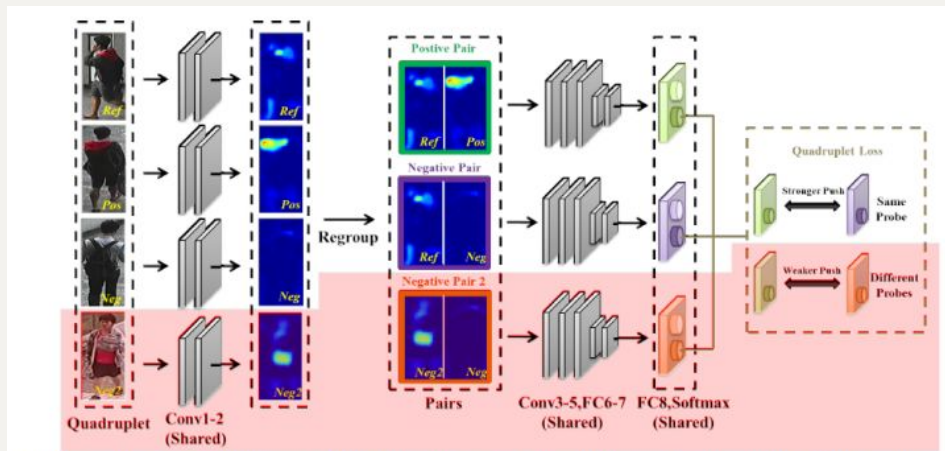 Ref
Pos
Neg
Neg2
Quadruplet
Conv1-2
(Shared)
Ref
Pos
Neg
Neg2
Regroup
Postive Pair
Ref Pos
Negative Pair
Ref Neg
Negative Pair 2
Neg2 Neg
Pairs
Conv3-5,FC6-7
(Shared)
FC8,Softmax
(Shared)
Quadruplet Loss
Stronger Push
Same
Probe
Weaker Push
Different
Probes